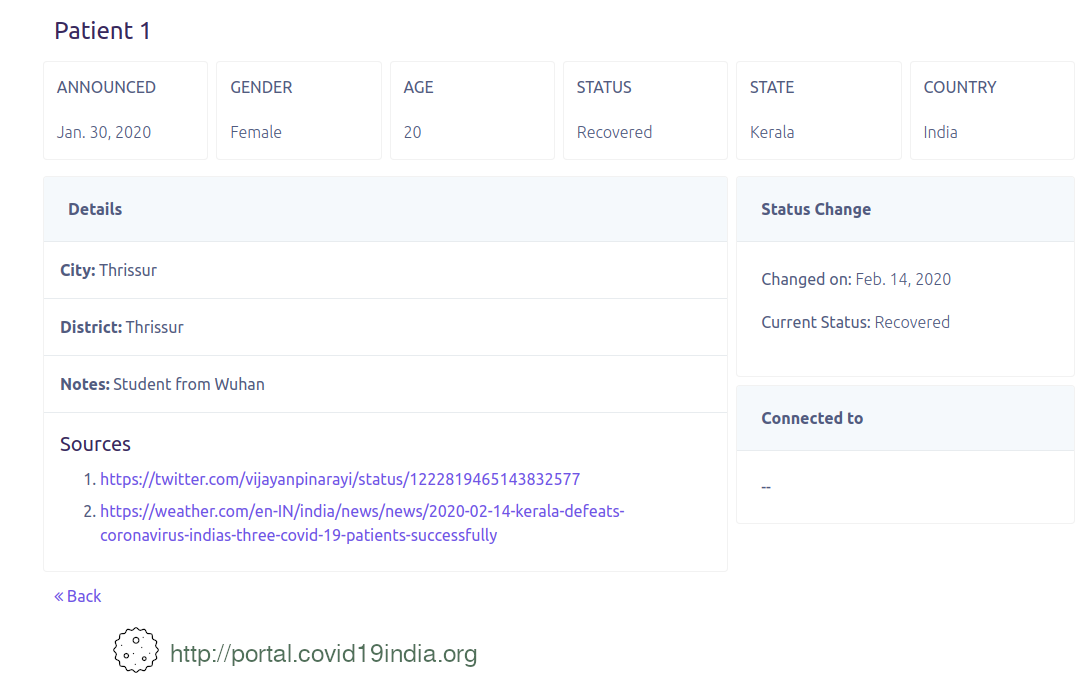 Patient 1
ANNOUNCED
Jan. 30, 2020
GENDER
Female
AGE
20
STATUS
Recovered
STATE
Kerala
COUNTRY
India
Details
City: Thrissur
District: Thrissur
Notes: Student from Wuhan
Sources
1. https://twitter.com/vijayanpinarayi/status/1222819465143832577
2. https://weather.com/en-IN/india/news/news/2020-02-14-kerala-defeats-
coronavirus-indias-three-covid-19-patients-successfully
Status Change
Changed on: Feb. 14, 2020
Current Status: Recovered
Connected to
--
« Back
http://portal.covid19india.org